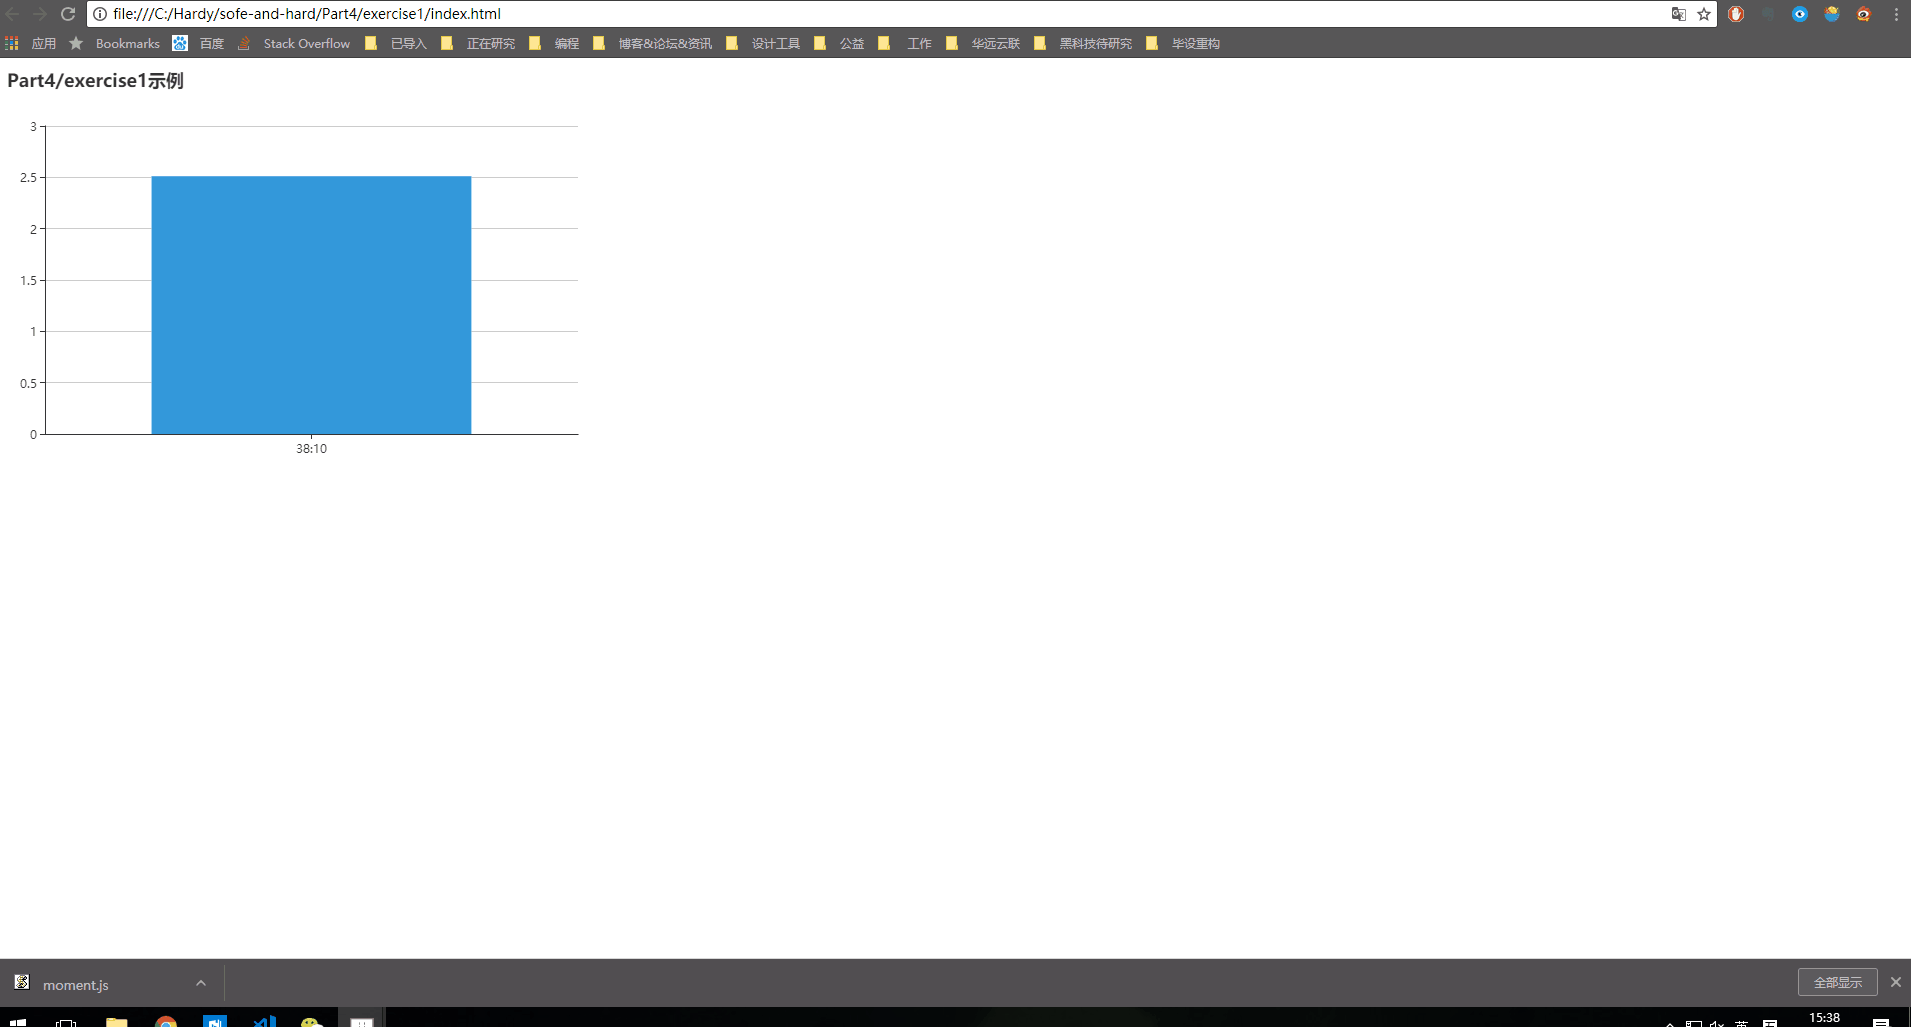 file:///C:/Hardy/sofe-and-hard/Part4/exercise1/index.html
应用 Bookmarks 百度 Stack Overflow 已导入 正在研究 编程 博客&论坛&资讯 设计工具 公益 工作 华远云联 黑科技待研究 毕设重构
Part4/exercise1示例
3
2.5
2
1.5
1
0.5
0
38:10
moment.js
全部显示
英
15:38